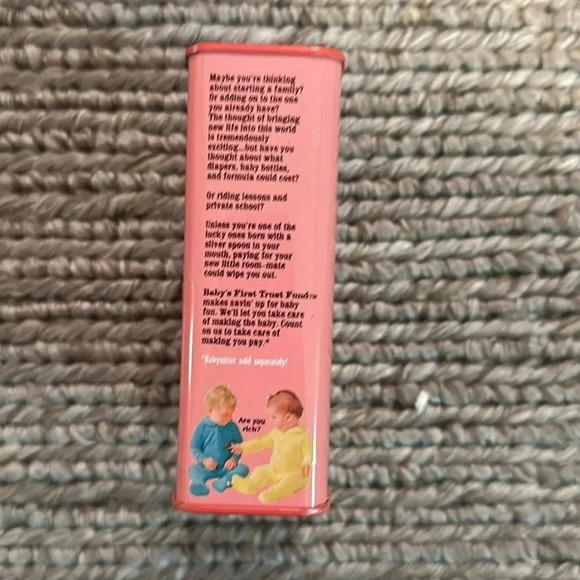 Maybe you're thinking
about starting a family?
Or adding on to the one
you already have?
The thought of bringing
new life into this world
is tremendously
exciting...but have you
thought about what
diapers, baby bottles,
and formula could cost?
Or riding lessons and
private school?
Unless you're one of the
lucky ones born with a
silver spoon in your
mouth, paying for your
new little room-mate
could wipe you out.
Baby's First Trust Fund™
makes savin' up for baby
fun. We'll let you take care
of making the baby. Count
on us to take care of
making you pay.*
*Babysitter sold separately!
Are you
rich?